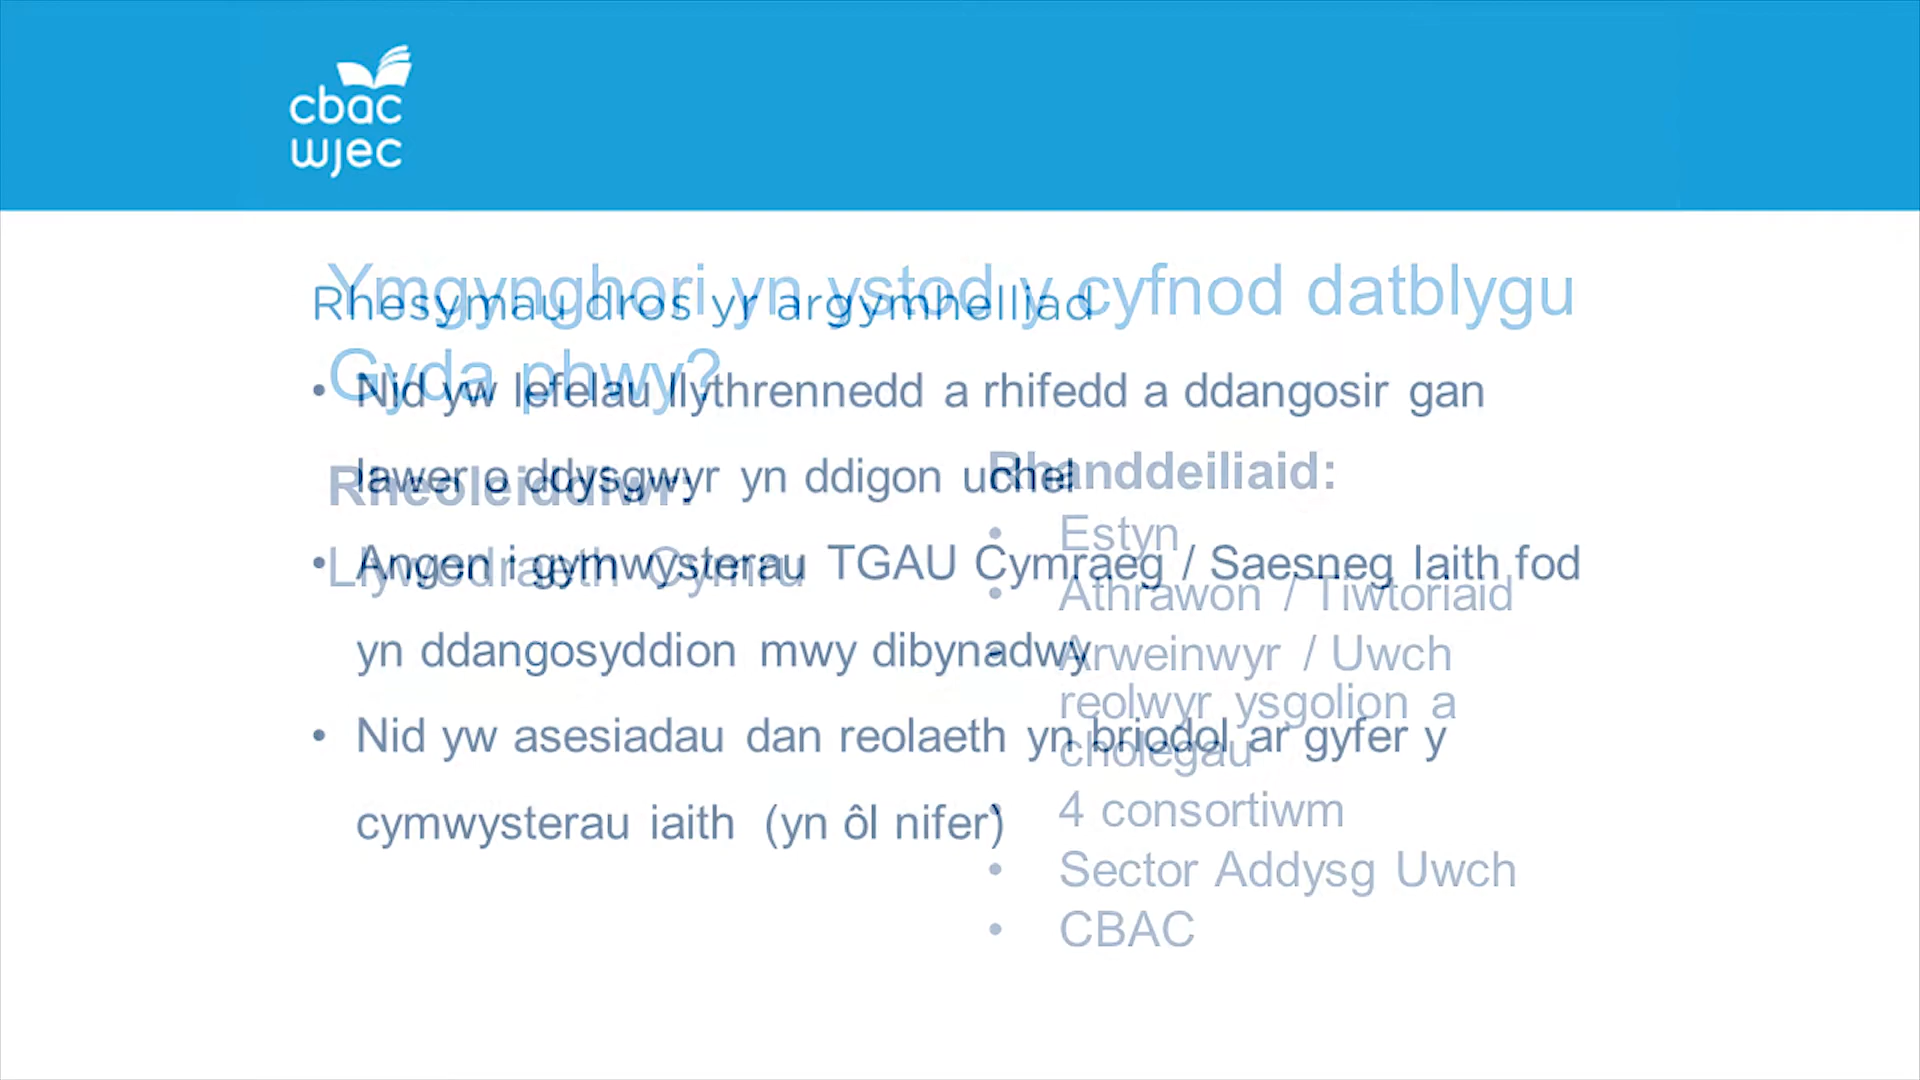 cbac
wjec
Rhesymau dros yr argymhelliad
• Nid yw lefelau llythrennedd a rhifedd a ddangosir gan
lawer o ddysgwyr yn ddigon uchel
• Angen i gymwysterau TGAU Cymraeg / Saesneg Iaith fod
yn ddangosyddion mwy dibynadwy
• Nid yw asesiadau dan reolaeth yn briodol ar gyfer y
cymwysterau iaith (yn ôl nifer)
Ymgynghori yn ystod y cyfnod datblygu
Gyda phwy?
Rheoleiddiwr:
Llywodraeth Cymru
Rhanddeiliaid:
• Estyn
• Athrawon / Tiwtoriaid
• Arweinwyr / Uwch
reolwyr ysgolion a
cholegau
• 4 consortiwm
• Sector Addysg Uwch
• CBAC